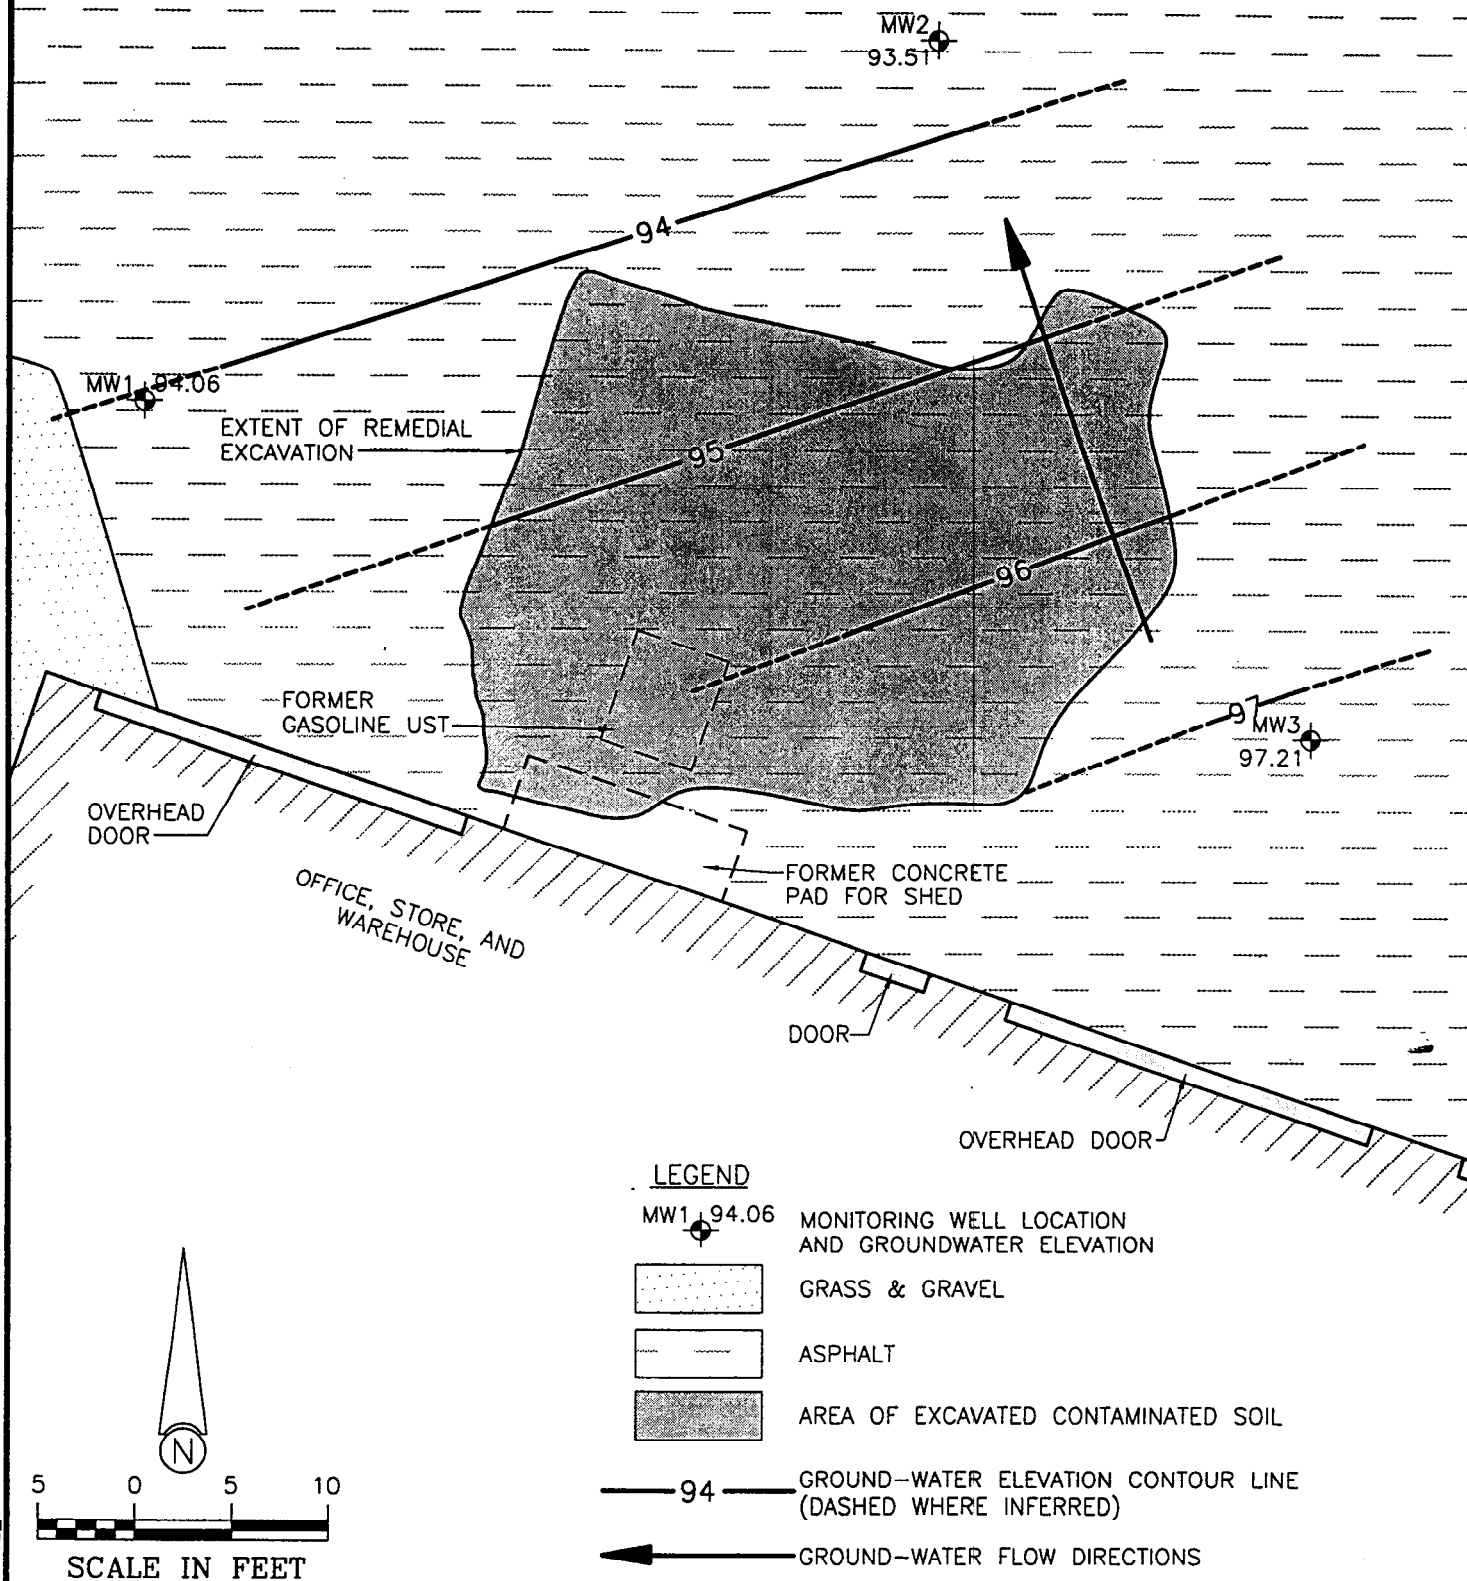 MW2
93.51
94
MW1 94.06
EXTENT OF REMEDIAL
EXCAVATION
95
96
FORMER
GASOLINE UST
97
MW3
97.21
OVERHEAD
DOOR
FORMER CONCRETE
PAD FOR SHED
OFFICE, STORE, AND
WAREHOUSE
DOOR
OVERHEAD DOOR
LEGEND
MW1 94.06
MONITORING WELL LOCATION
AND GROUNDWATER ELEVATION
GRASS & GRAVEL
ASPHALT
AREA OF EXCAVATED CONTAMINATED SOIL
N
5 0 5 10
SCALE IN FEET
94
GROUND-WATER ELEVATION CONTOUR LINE
(DASHED WHERE INFERRED)
GROUND-WATER FLOW DIRECTIONS